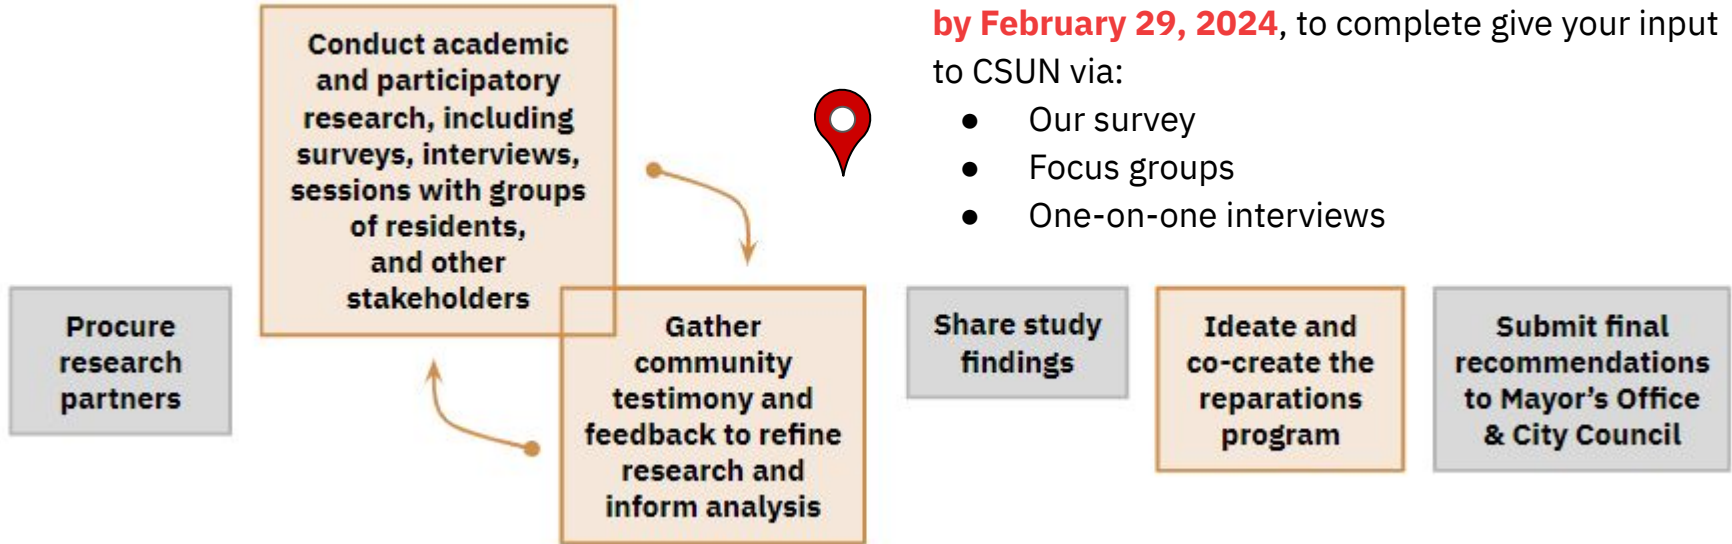 by February 29, 2024, to complete give your input
to CSUN via:
● Our survey
● Focus groups
● One-on-one interviews
Procure
research
partners
Conduct academic
and participatory
research, including
surveys, interviews,
sessions with groups
of residents,
and other
stakeholders
Gather
community
testimony and
feedback to refine
research and
inform analysis
Share study
findings
Ideate and
co-create the
reparations
program
Submit final
recommendations
to Mayor’s Office
& City Council